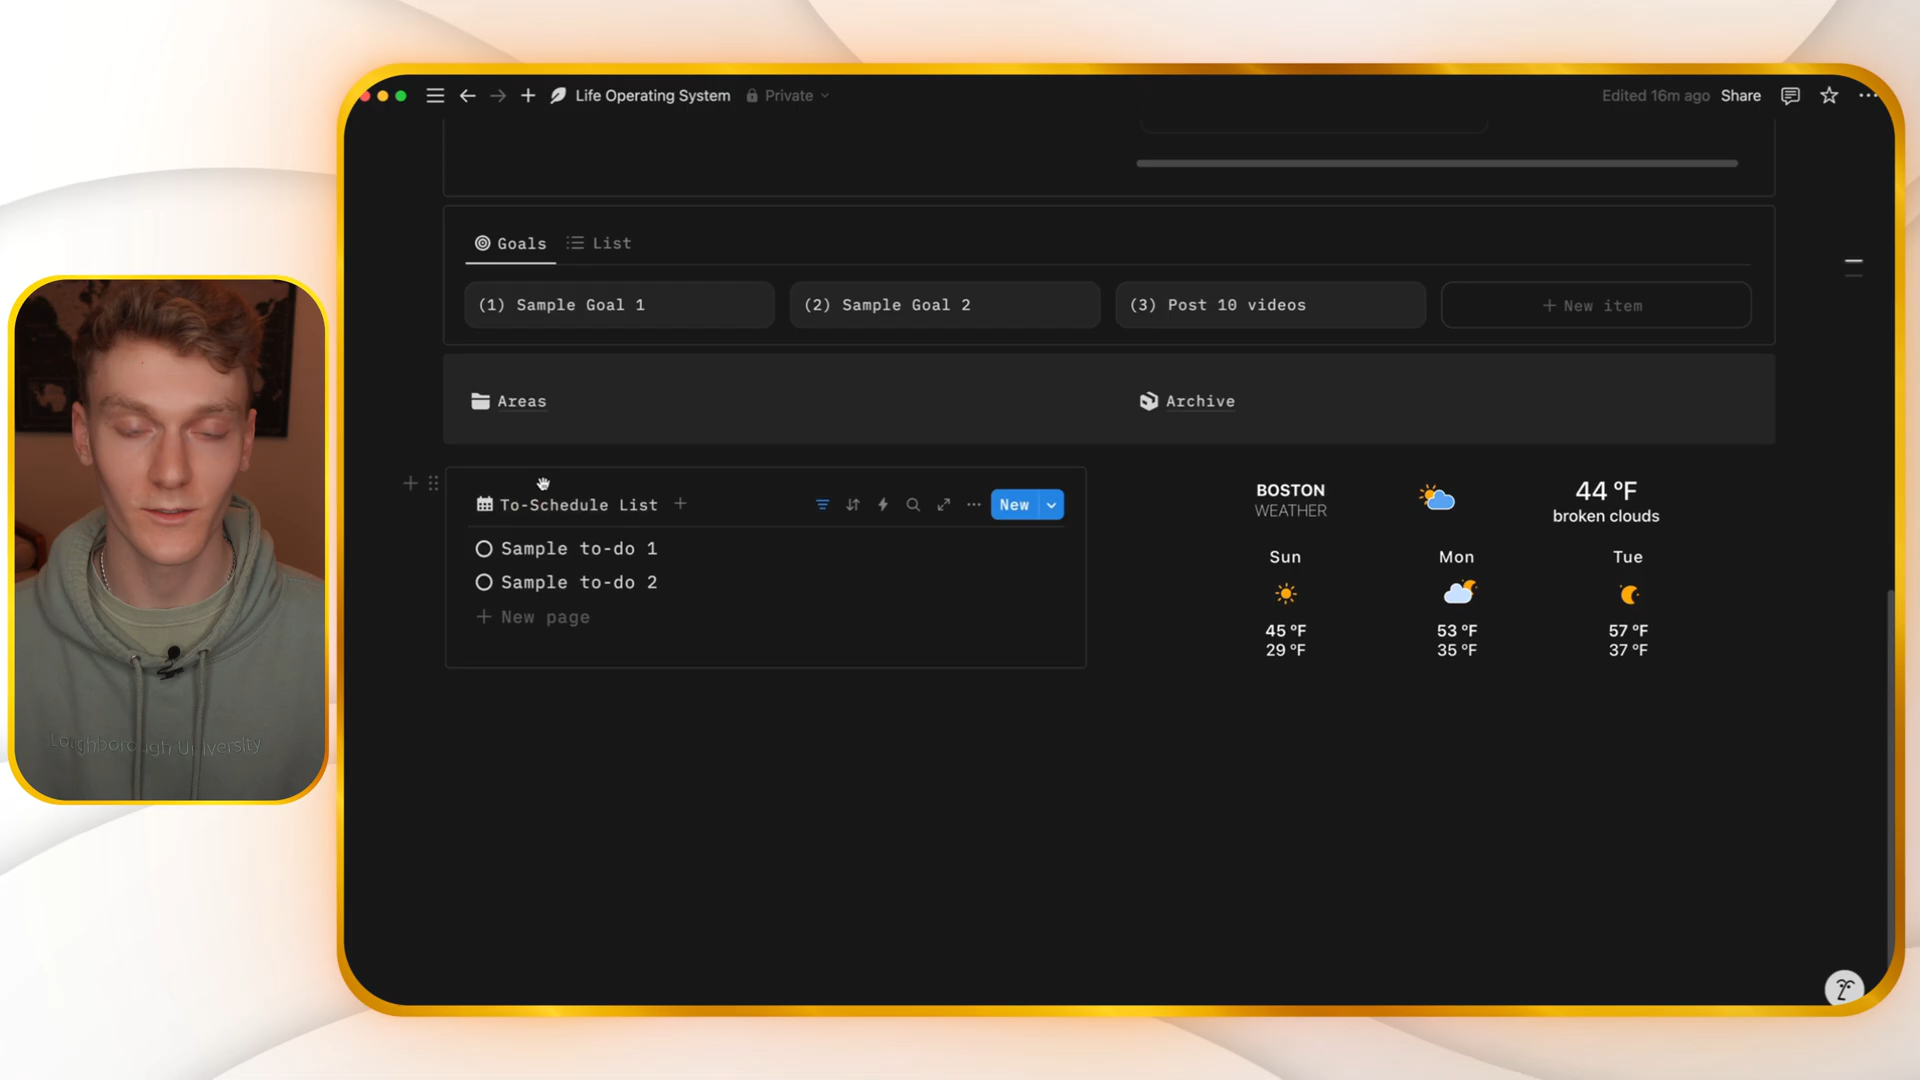 Life Operating System
Private
Edited 16m ago
Share
Goals
List
(1) Sample Goal 1
(2) Sample Goal 2
(3) Post 10 videos
+ New item
Areas
Archive
To-Schedule List
New
Sample to-do 1
Sample to-do 2
+ New page
BOSTON
WEATHER
44 °F
broken clouds
Sun
Mon
Tue
45 °F
29 °F
53 °F
35 °F
57 °F
37 °F
Loughborough University